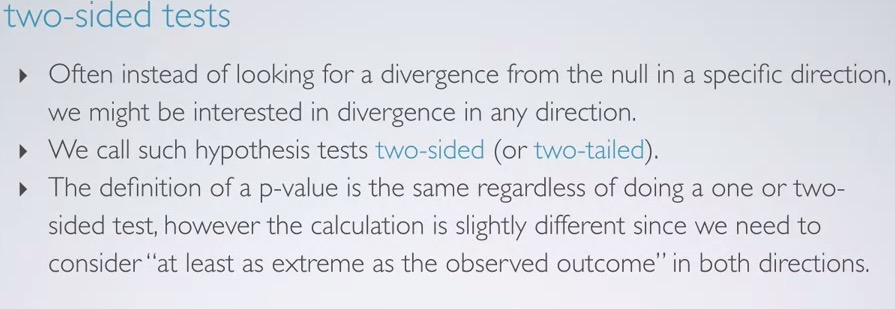 two-sided tests
▸ Often instead of looking for a divergence from the null in a specific direction,
we might be interested in divergence in any direction.
▸ We call such hypothesis tests two-sided (or two-tailed).
▸ The definition of a p-value is the same regardless of doing a one or two-
sided test, however the calculation is slightly different since we need to
consider “at least as extreme as the observed outcome” in both directions.